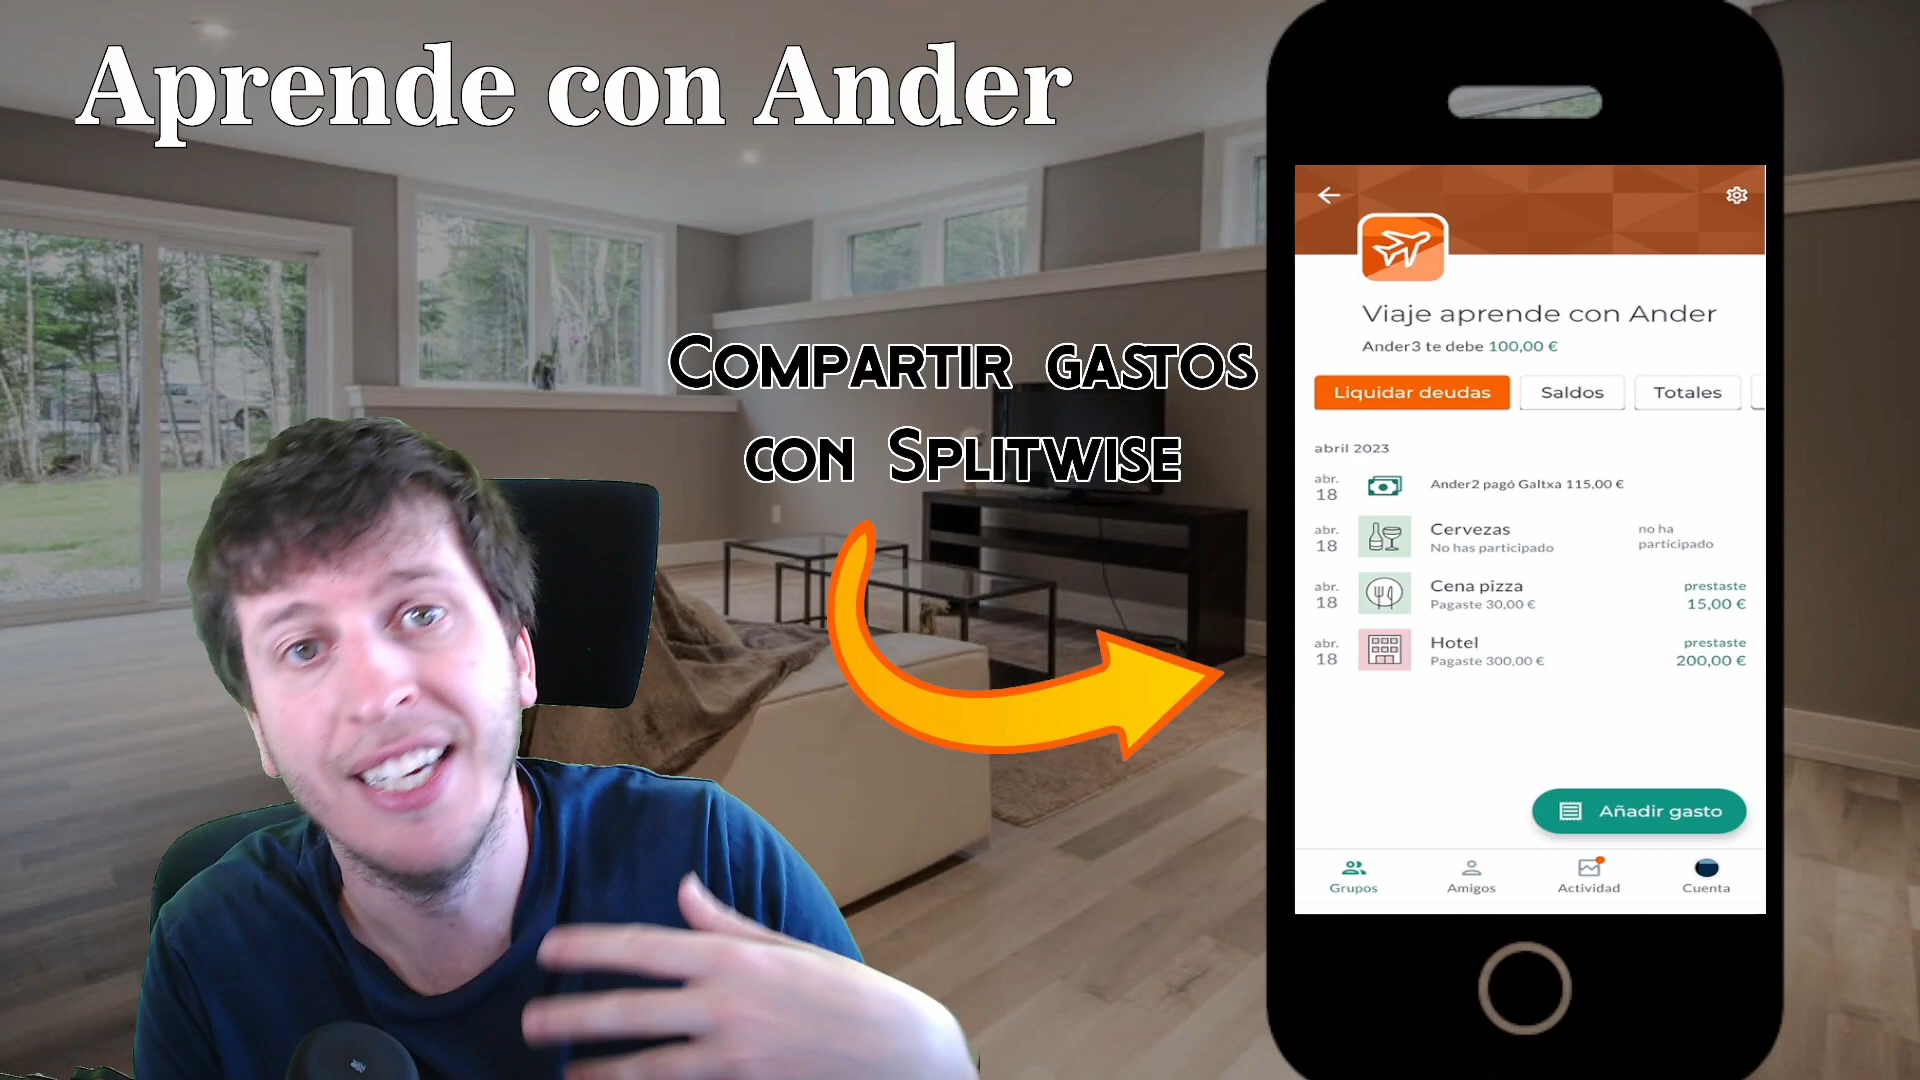 Aprende con Ander
Compartir gastos
con Splitwise
Viaje aprende con Ander
Ander3 te debe 100,00 €
Liquidar deudas
Saldos
Totales
abril 2023
abr.
18
Ander2 pagó Galtxa 115,00 €
abr.
18
Cervezas
No has participado
no ha
participado
abr.
18
Cena pizza
Pagaste 30,00 €
prestaste
15,00 €
abr.
18
Hotel
Pagaste 300,00 €
prestaste
200,00 €
Añadir gasto
Grupos
Amigos
Actividad
Cuenta